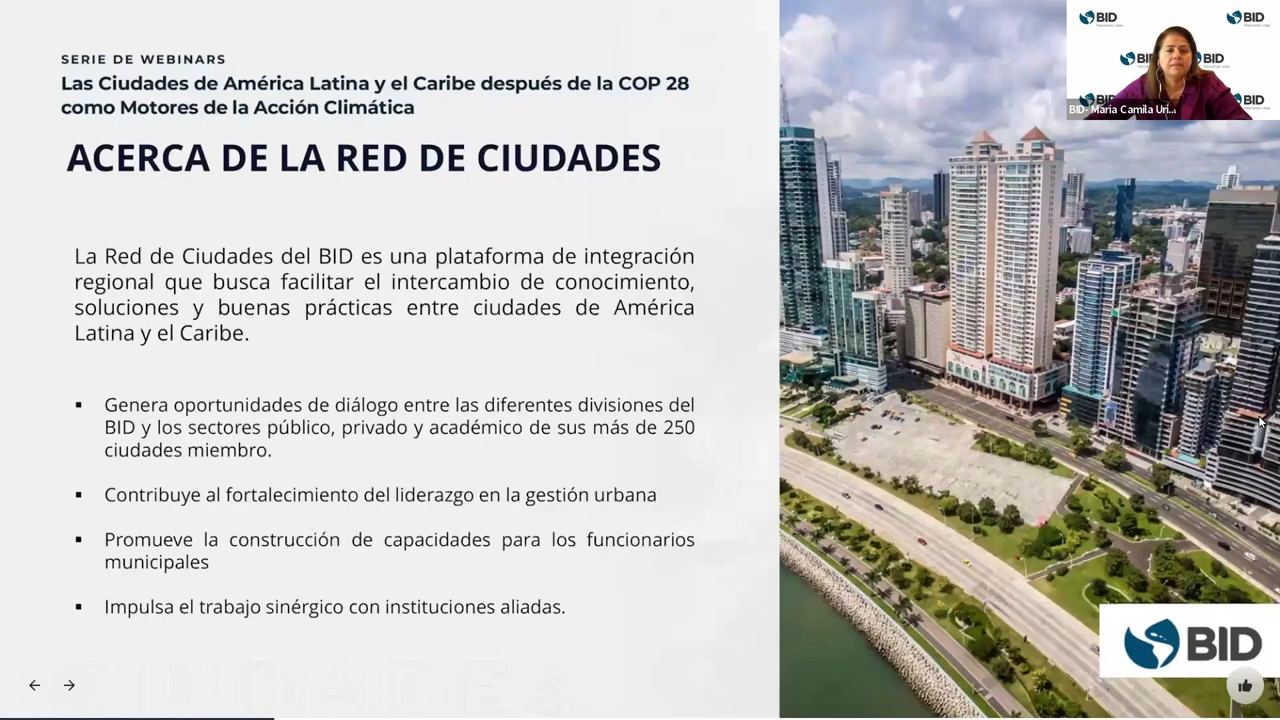 SERIE DE WEBINARS
Las Ciudades de América Latina y el Caribe después de la COP 28
como Motores de la Acción Climática
ACERCA DE LA RED DE CIUDADES
La Red de Ciudades del BID es una plataforma de integración
regional que busca facilitar el intercambio de conocimiento,
soluciones y buenas prácticas entre ciudades de América
Latina y el Caribe.
▪ Genera oportunidades de diálogo entre las diferentes divisiones del
BID y los sectores público, privado y académico de sus más de 250
ciudades miembro.
▪ Contribuye al fortalecimiento del liderazgo en la gestión urbana
▪ Promueve la construcción de capacidades para los funcionarios
municipales
▪ Impulsa el trabajo sinérgico con instituciones aliadas.
BID
BID
BID
BID
BID- Maria Camila Uri...
BID